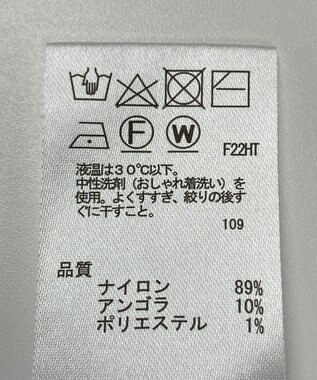 F W F22HT
液温は３０℃以下。
中性洗剤（おしゃれ着洗い）を
使用。よくすすぎ、絞りの後す
ぐに干すこと。
109
品質
ナイロン 89%
アンゴラ 10%
ポリエステル 1%